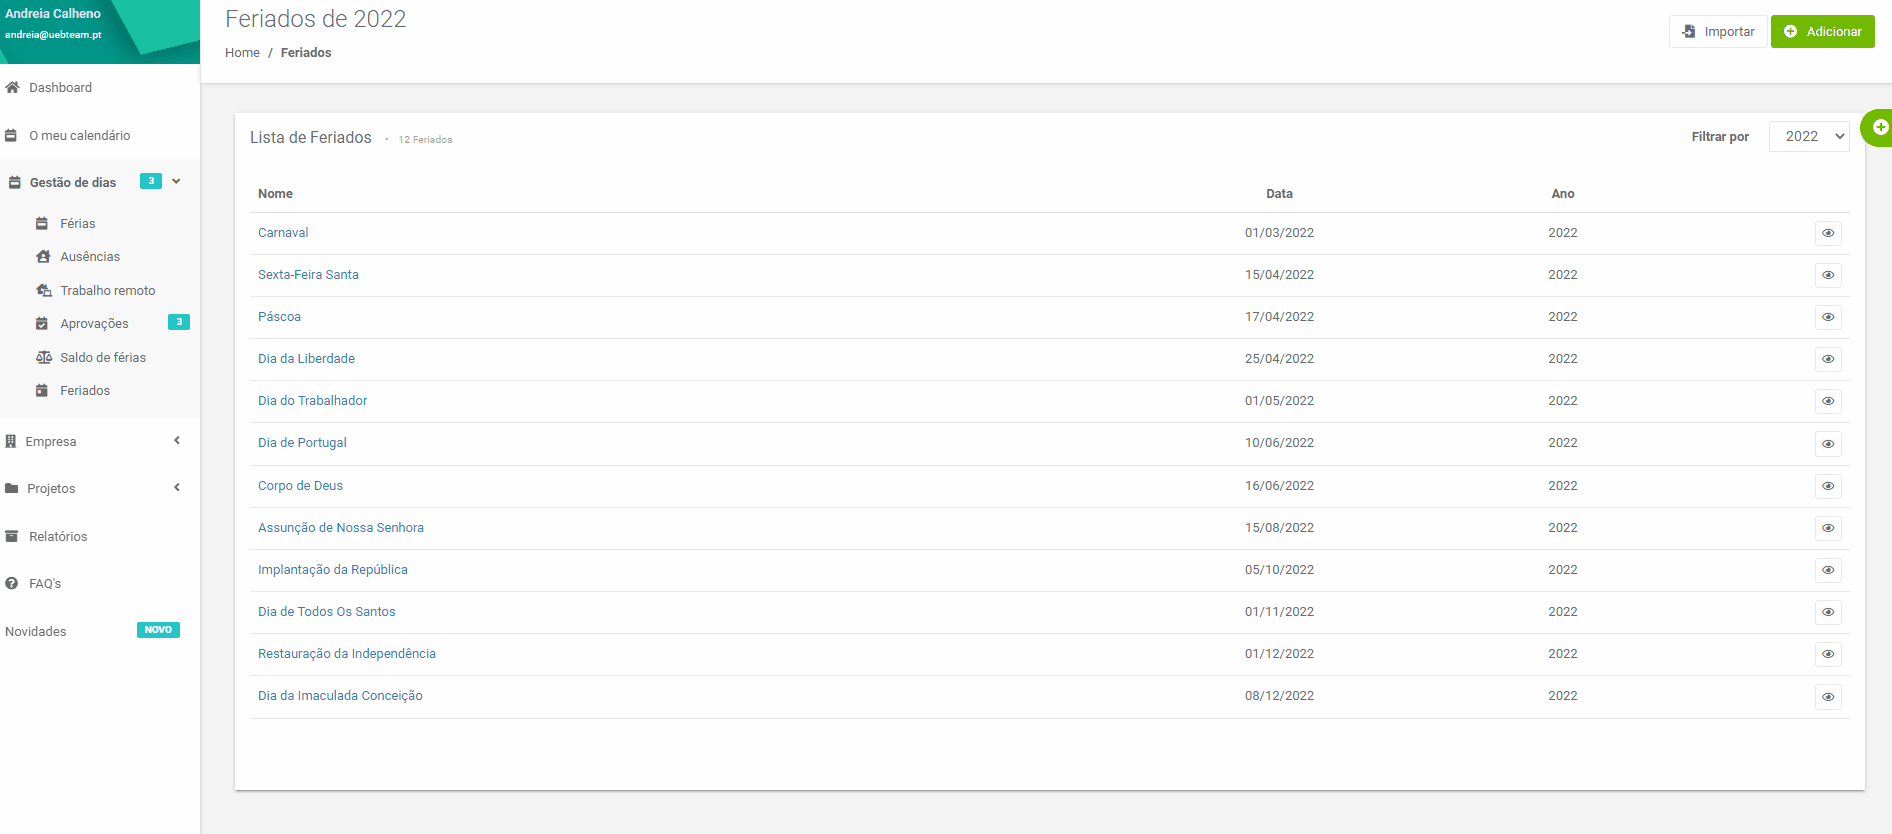 Andreia Calheno
andreia@uebteam.pt
Dashboard
O meu calendário
Gestão de dias 3
Férias
Ausências
Trabalho remoto
Aprovações 3
Saldo de férias
Feriados
Empresa
Projetos
Relatórios
FAQ's
Novidades NOVO
Feriados de 2022
Home / Feriados
Importar
Adicionar
Lista de Feriados - 12 Feriados
Filtrar por 2022
Nome Data Ano
Carnaval 01/03/2022 2022
Sexta-Feira Santa 15/04/2022 2022
Páscoa 17/04/2022 2022
Dia da Liberdade 25/04/2022 2022
Dia do Trabalhador 01/05/2022 2022
Dia de Portugal 10/06/2022 2022
Corpo de Deus 16/06/2022 2022
Assunção de Nossa Senhora 15/08/2022 2022
Implantação da República 05/10/2022 2022
Dia de Todos Os Santos 01/11/2022 2022
Restauração da Independência 01/12/2022 2022
Dia da Imaculada Conceição 08/12/2022 2022